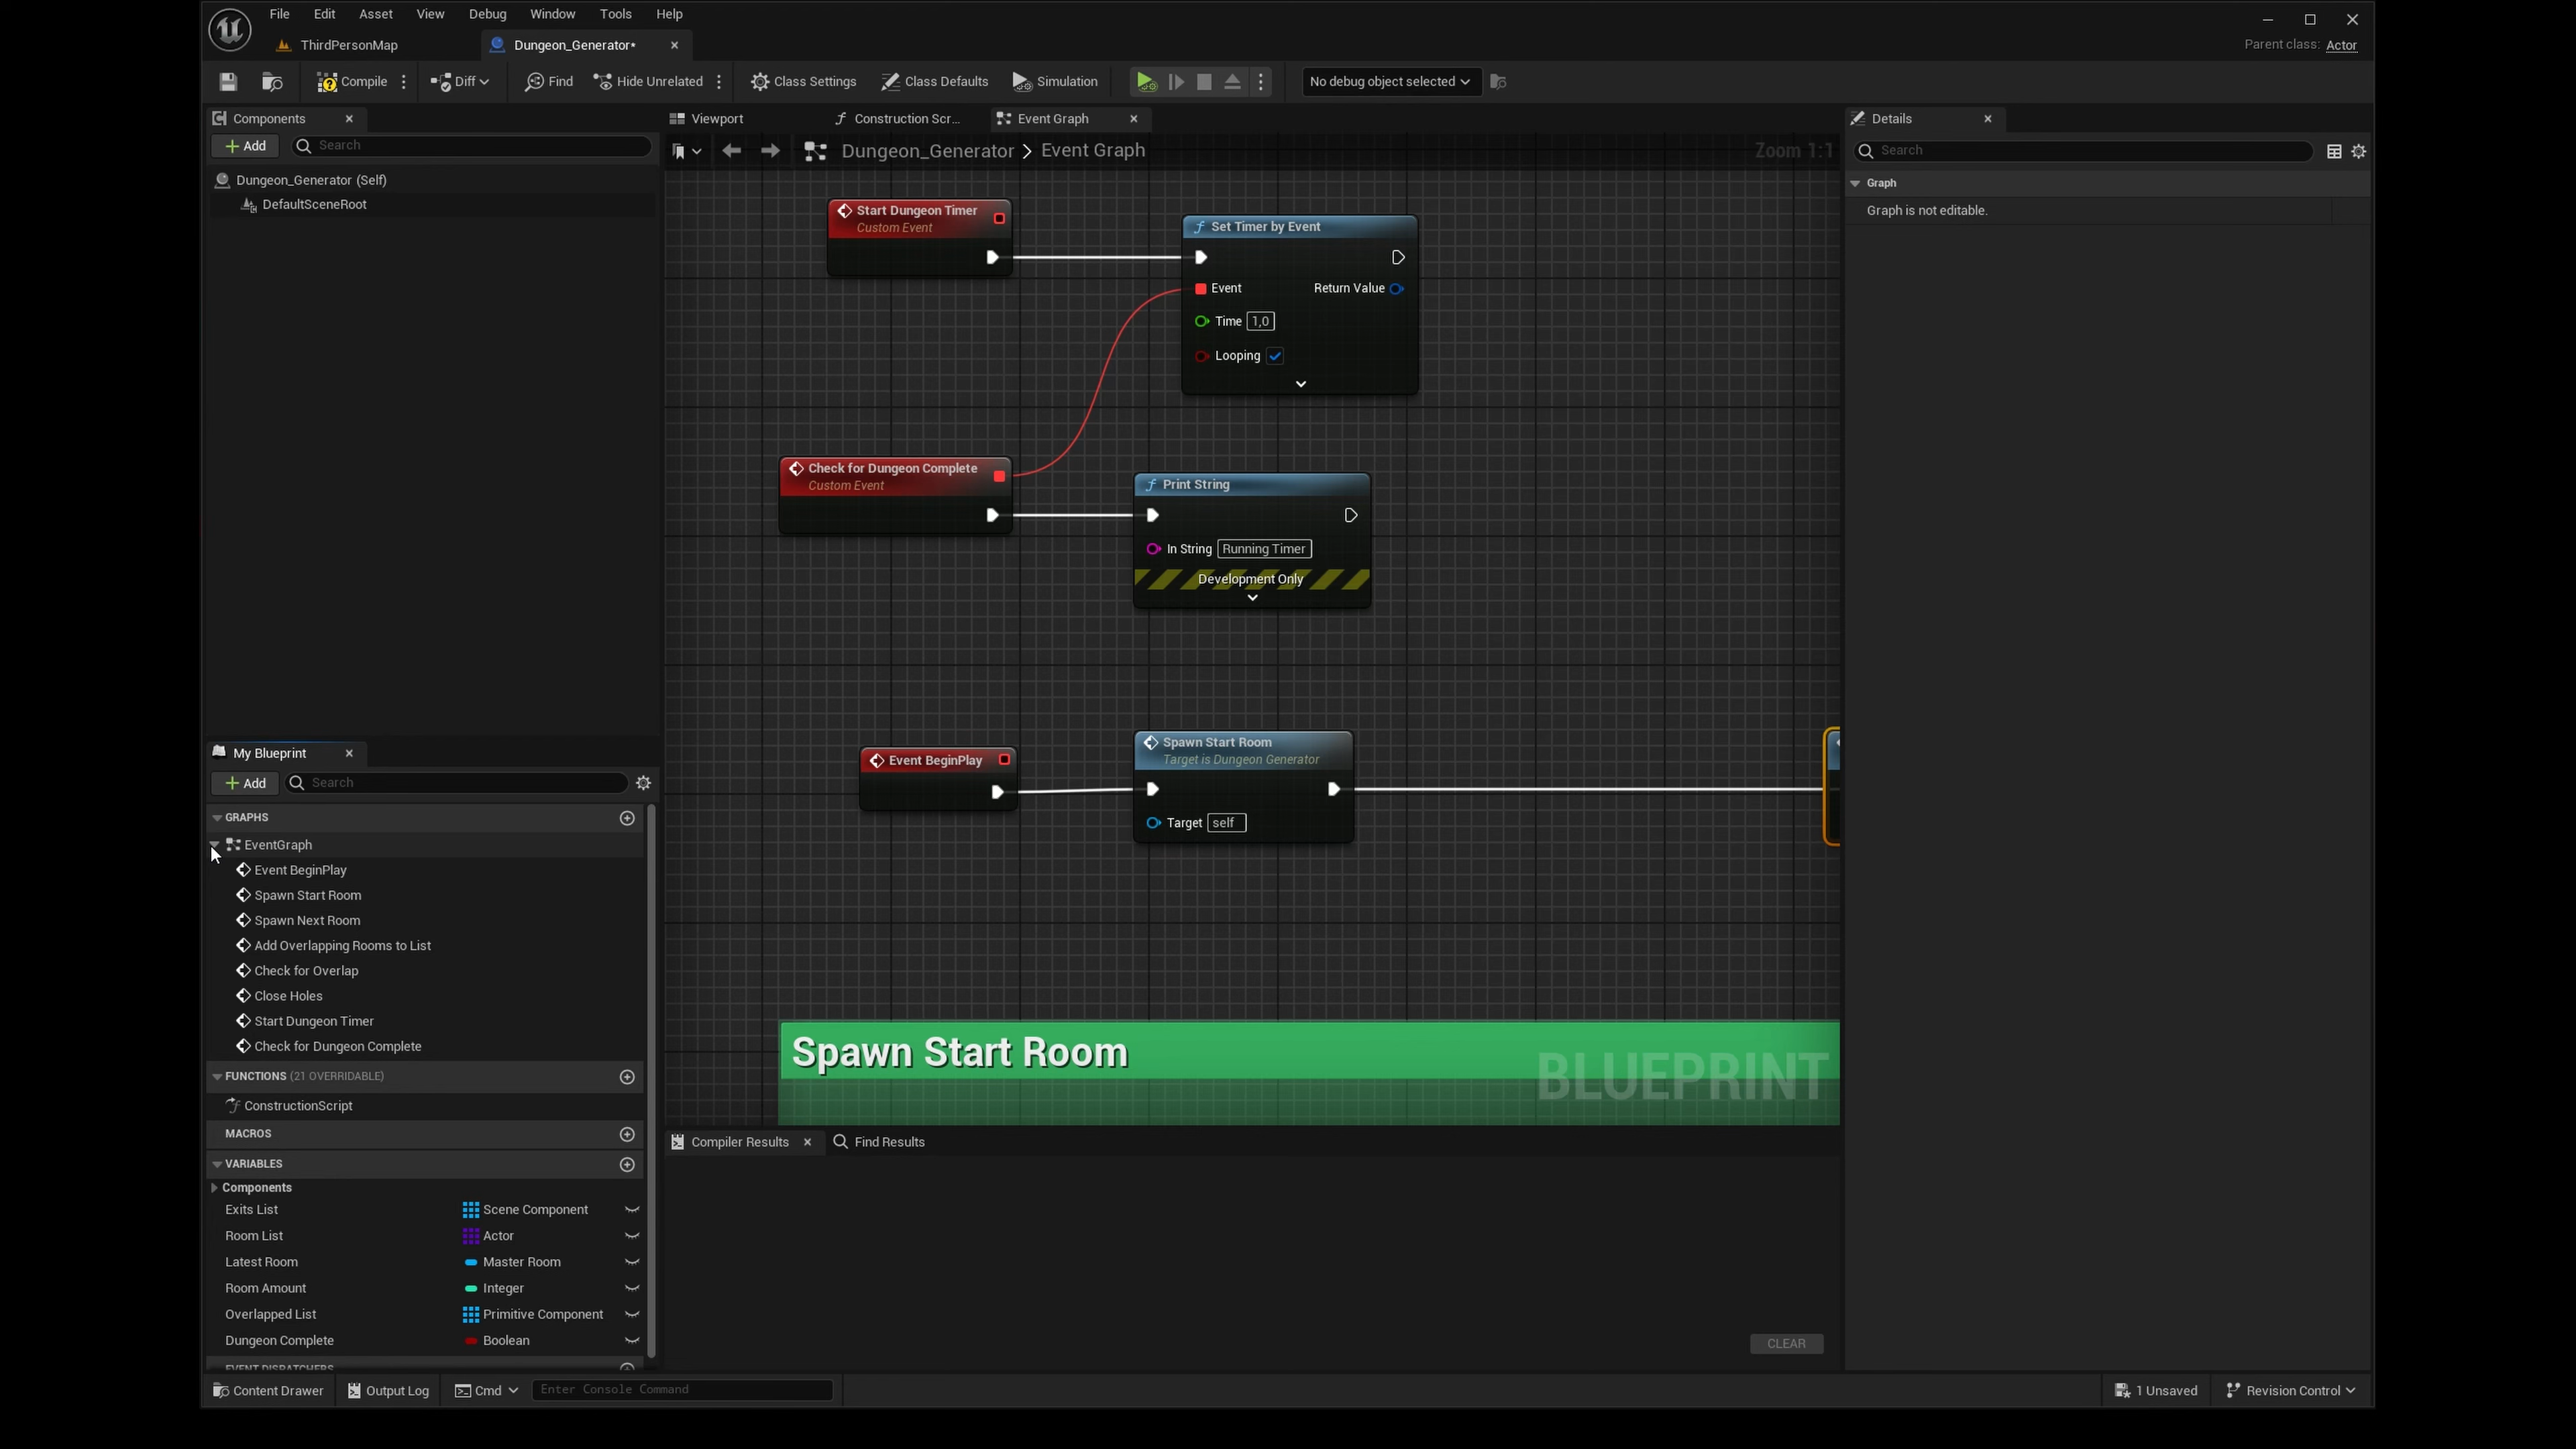 File Edit Asset View Debug Window Tools Help
ThirdPersonMap
Dungeon_Generator*
Parent class: Actor
Compile
Diff
Find
Hide Unrelated
Class Settings
Class Defaults
Simulation
No debug object selected
Components
Add
Search
Dungeon_Generator (Self)
DefaultSceneRoot
Viewport
Construction Scr...
Event Graph
Dungeon_Generator > Event Graph
Zoom 1:1
Start Dungeon Timer
Custom Event
Set Timer by Event
Event
Return Value
Time 1,0
Looping
Check for Dungeon Complete
Custom Event
Print String
In String Running Timer
Development Only
Event BeginPlay
Spawn Start Room
Target is Dungeon Generator
Target self
Spawn Start Room
BLUEPRINT
Details
Search
Graph
Graph is not editable.
My Blueprint
Add
Search
GRAPHS
EventGraph
Event BeginPlay
Spawn Start Room
Spawn Next Room
Add Overlapping Rooms to List
Check for Overlap
Close Holes
Start Dungeon Timer
Check for Dungeon Complete
FUNCTIONS (21 OVERRIDABLE)
ConstructionScript
MACROS
VARIABLES
Components
Exits List Scene Component
Room List Actor
Latest Room Master Room
Room Amount Integer
Overlapped List Primitive Component
Dungeon Complete Boolean
EVENT DISPATCHERS
Compiler Results
Find Results
CLEAR
Content Drawer
Output Log
Cmd
Enter Console Command
1 Unsaved
Revision Control